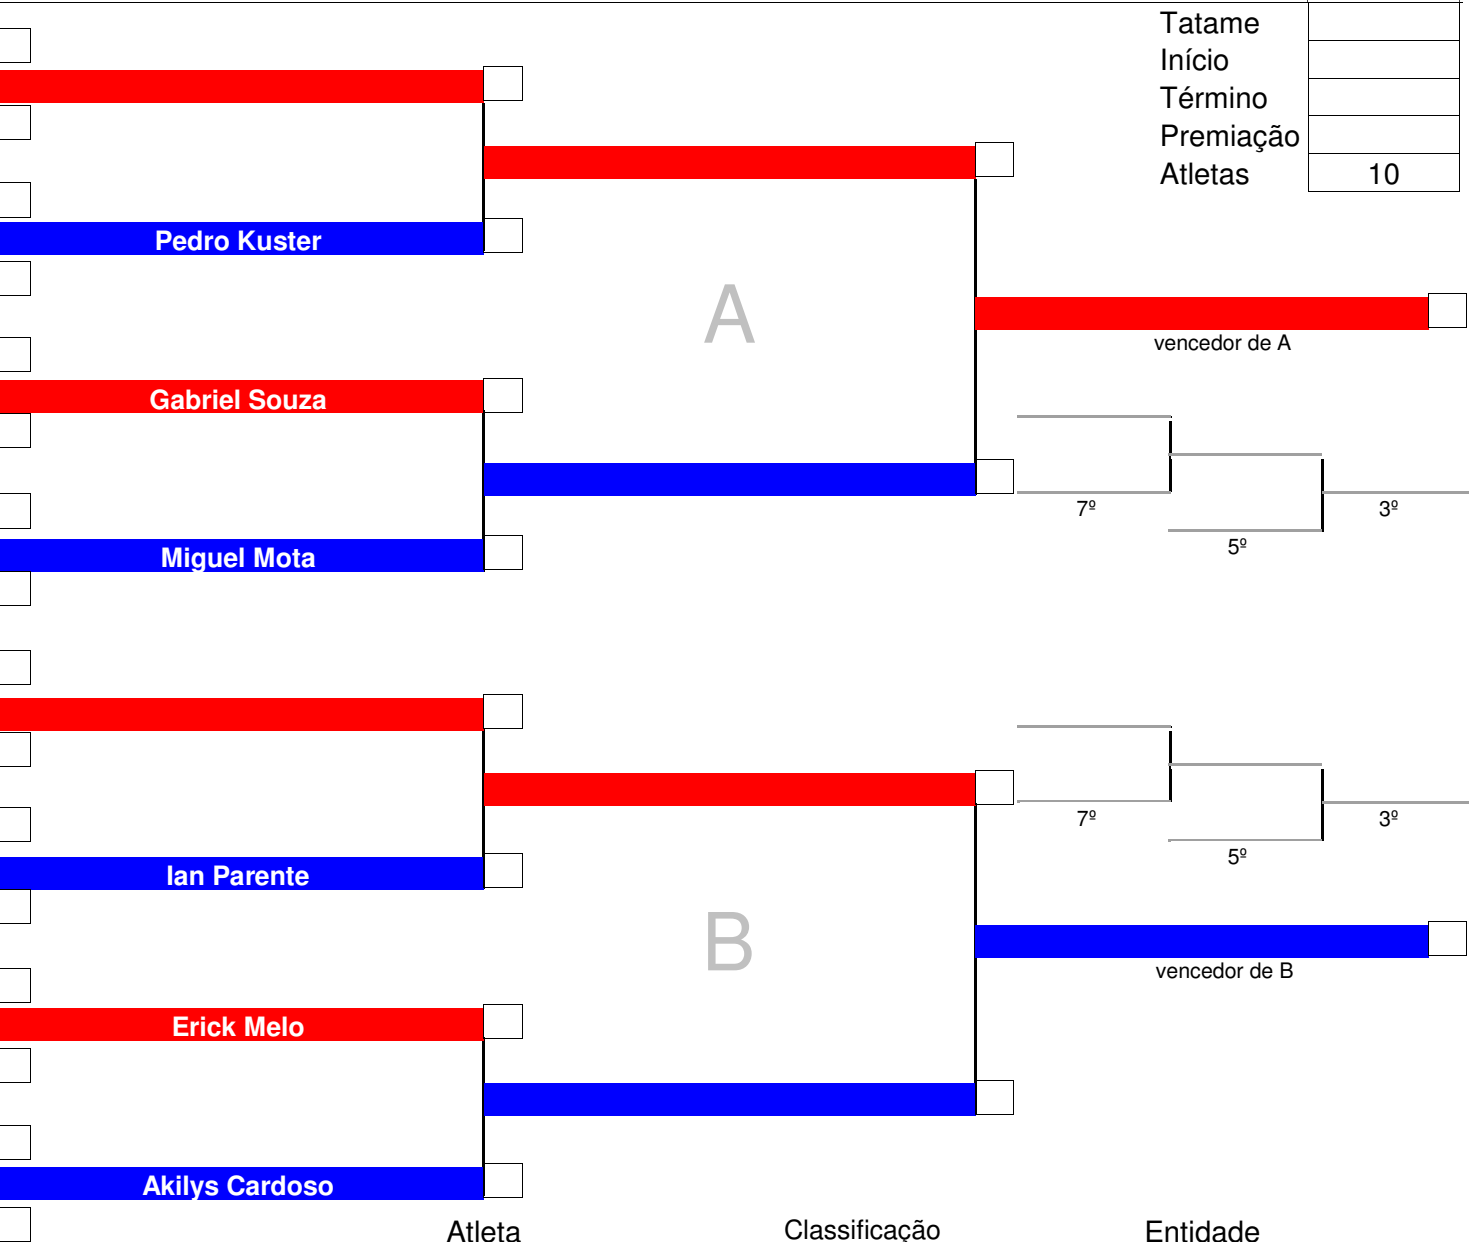 Tatame
Início
Término
Premiação
Atletas 10
Pedro Kuster
A
vencedor de A
Gabriel Souza
7º
3º
5º
Miguel Mota
7º
3º
5º
Ian Parente
B
vencedor de B
Erick Melo
Akilys Cardoso
Atleta Classificação Entidade